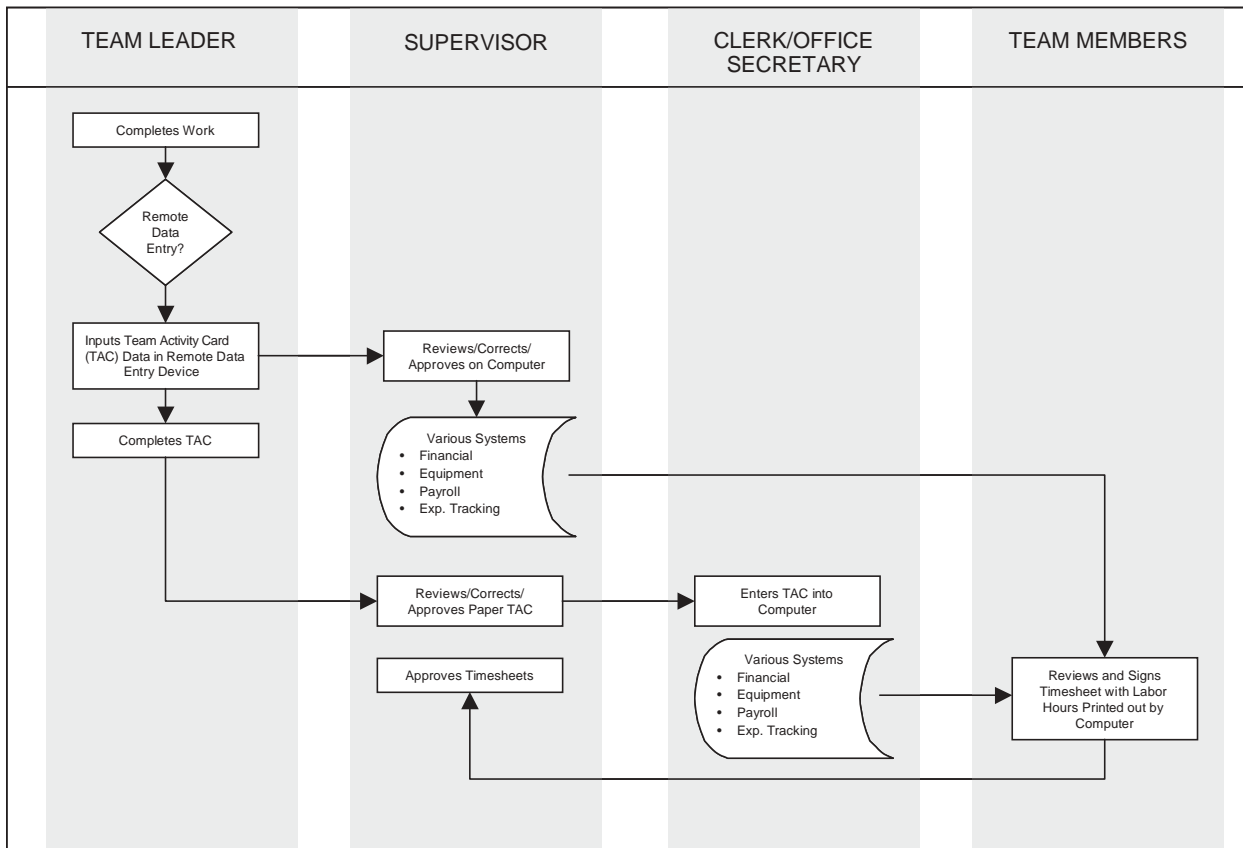 TEAM LEADER
SUPERVISOR
CLERK/OFFICE
SECRETARY
TEAM MEMBERS
Completes Work
Remote
Data
Entry?
Inputs Team Activity Card
(TAC) Data in Remote Data
Entry Device
Reviews/Corrects/
Approves on Computer
Completes TAC
Various Systems
• Financial
• Equipment
• Payroll
• Exp. Tracking
Reviews/Corrects/
Approves Paper TAC
Enters TAC into
Computer
Approves Timesheets
Various Systems
• Financial
• Equipment
• Payroll
• Exp. Tracking
Reviews and Signs
Timesheet with Labor
Hours Printed out by
Computer